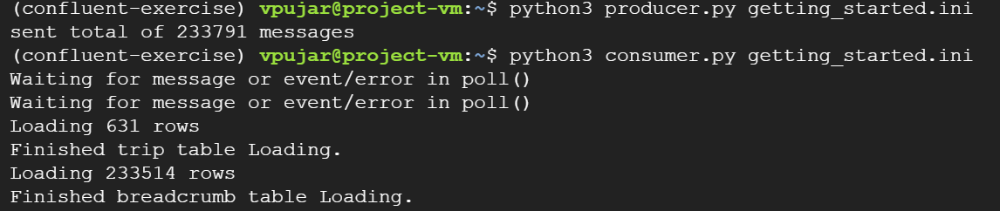 (confluent-exercise) vpujar@project-vm:~$ python3 producer.py getting_started.ini
sent total of 233791 messages
(confluent-exercise) vpujar@project-vm:~$ python3 consumer.py getting_started.ini
Waiting for message or event/error in poll()
Waiting for message or event/error in poll()
Loading 631 rows
Finished trip table Loading.
Loading 233514 rows
Finished breadcrumb table Loading.